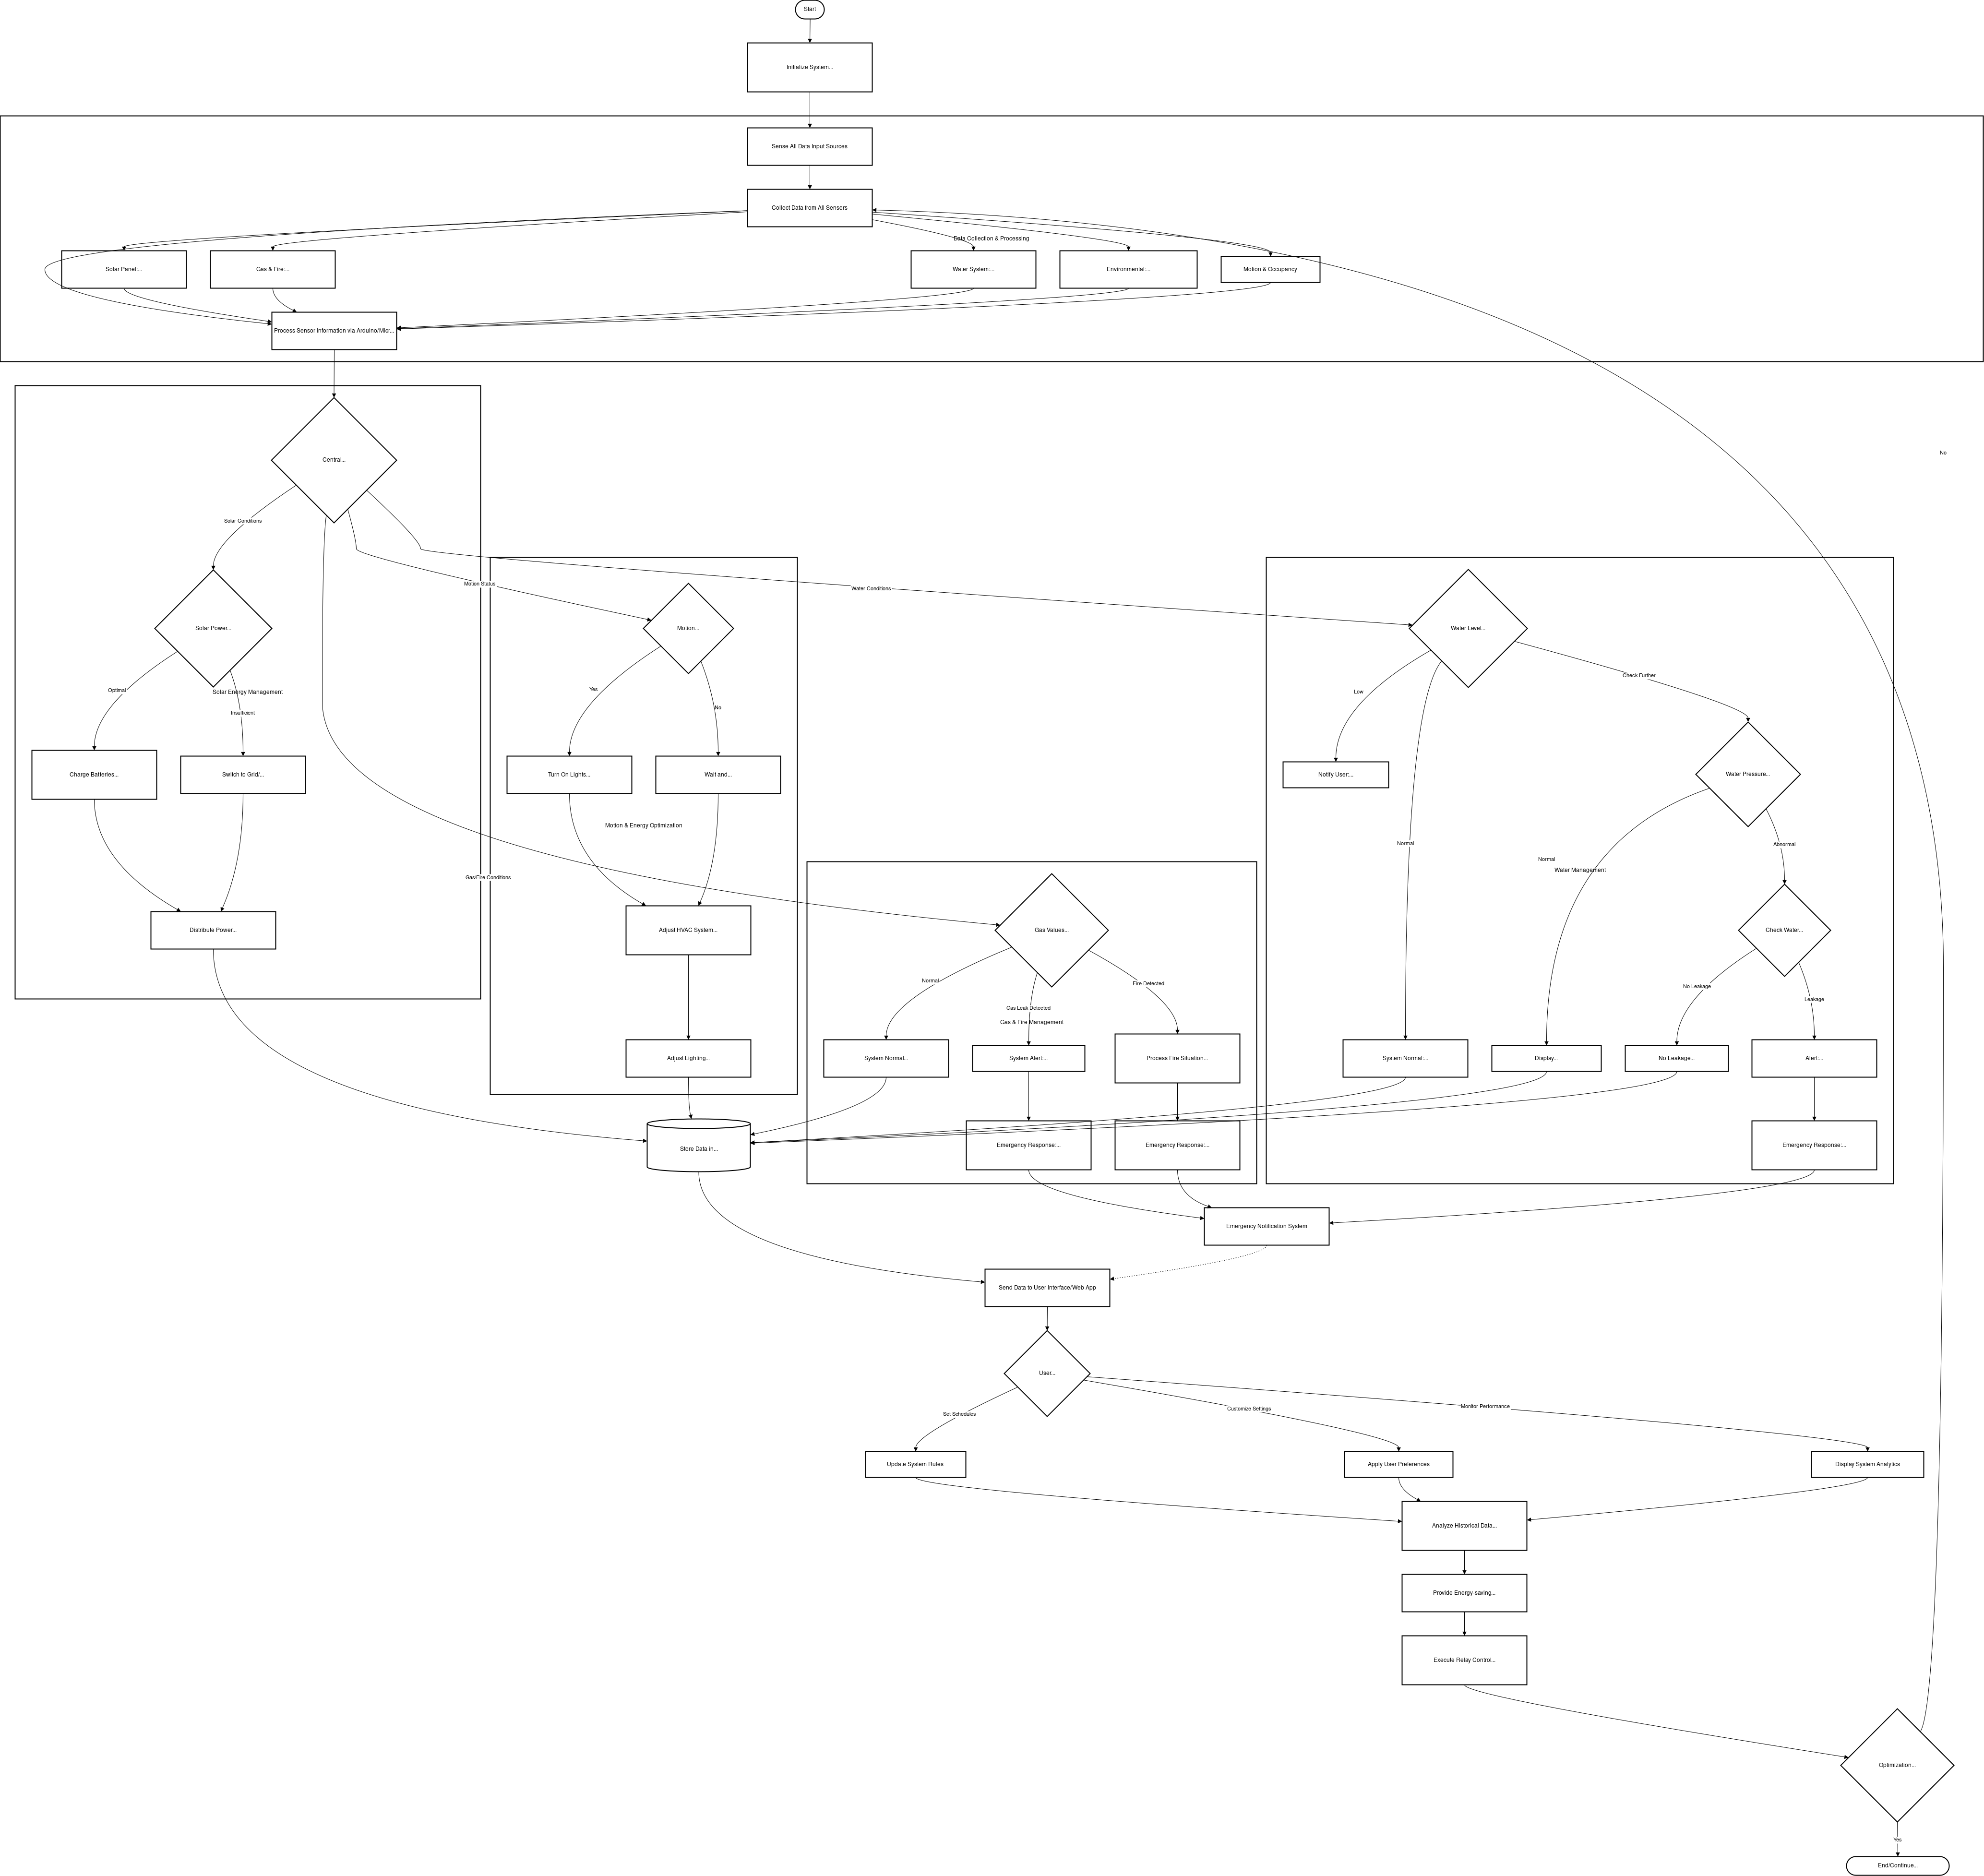 Start
Initialize System...
Sense All Data Input Sources
Collect Data from All Sensors
Data Collection & Processing
Solar Panel:...
Gas & Fire:...
Water System:...
Environmental:...
Motion & Occupancy
Process Sensor Information via Arduino/Micr...
Central...
No
Solar Conditions
Motion Status
Water Conditions
Solar Power...
Motion...
Water Level...
Check Further
Optimal
Solar Energy Management
Insufficient
Yes
No
Low
Charge Batteries...
Switch to Grid/...
Turn On Lights...
Wait and...
Notify User:...
Water Pressure...
Motion & Energy Optimization
Normal
Abnormal
Normal
Water Management
Gas/Fire Conditions
Distribute Power...
Adjust HVAC System...
Gas Values...
Check Water...
Normal
Fire Detected
No Leakage
Leakage
Gas Leak Detected
Gas & Fire Management
Adjust Lighting...
System Normal...
System Alert:...
Process Fire Situation...
System Normal:...
Display...
No Leakage...
Alert:...
Store Data in...
Emergency Response:...
Emergency Response:...
Emergency Response:...
Emergency Notification System
Send Data to User Interface/Web App
User...
Set Schedules
Customize Settings
Monitor Performance
Update System Rules
Apply User Preferences
Display System Analytics
Analyze Historical Data...
Provide Energy-saving...
Execute Relay Control...
Optimization...
Yes
End/Continue...